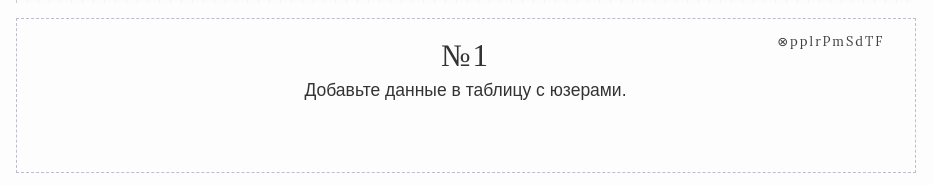 ⊗pplrPmSdTF
№1
Добавьте данные в таблицу с юзерами.